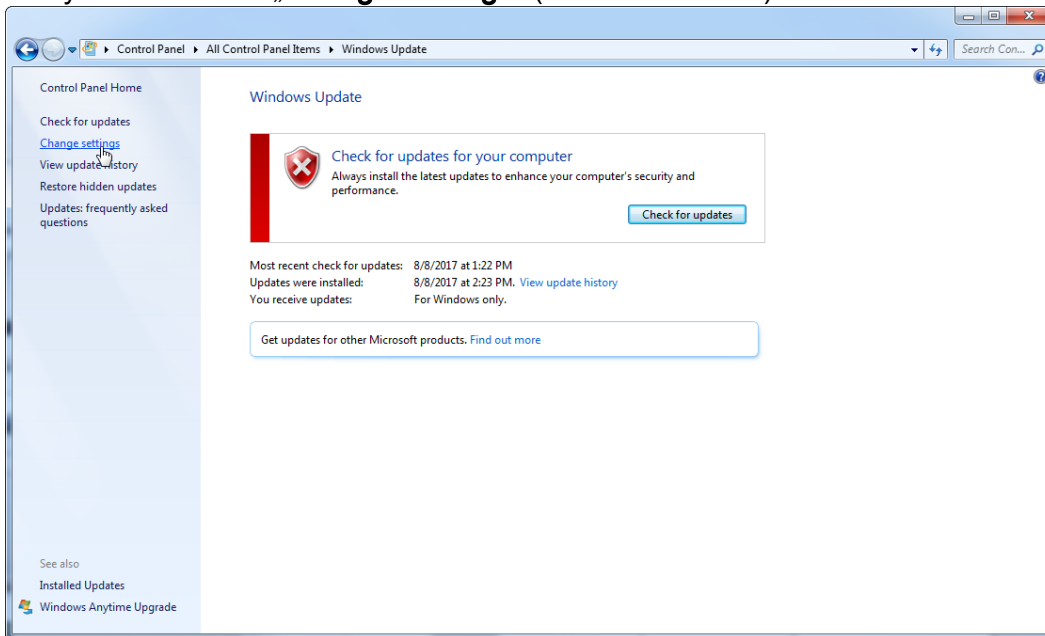 Control Panel ▸ All Control Panel Items ▸ Windows Update
Search Con...
Control Panel Home
Check for updates
Change settings
View update history
Restore hidden updates
Updates: frequently asked
questions
Windows Update
Check for updates for your computer
Always install the latest updates to enhance your computer's security and
performance.
Check for updates
Most recent check for updates: 8/8/2017 at 1:22 PM
Updates were installed: 8/8/2017 at 2:23 PM. View update history
You receive updates: For Windows only.
Get updates for other Microsoft products. Find out more
See also
Installed Updates
Windows Anytime Upgrade